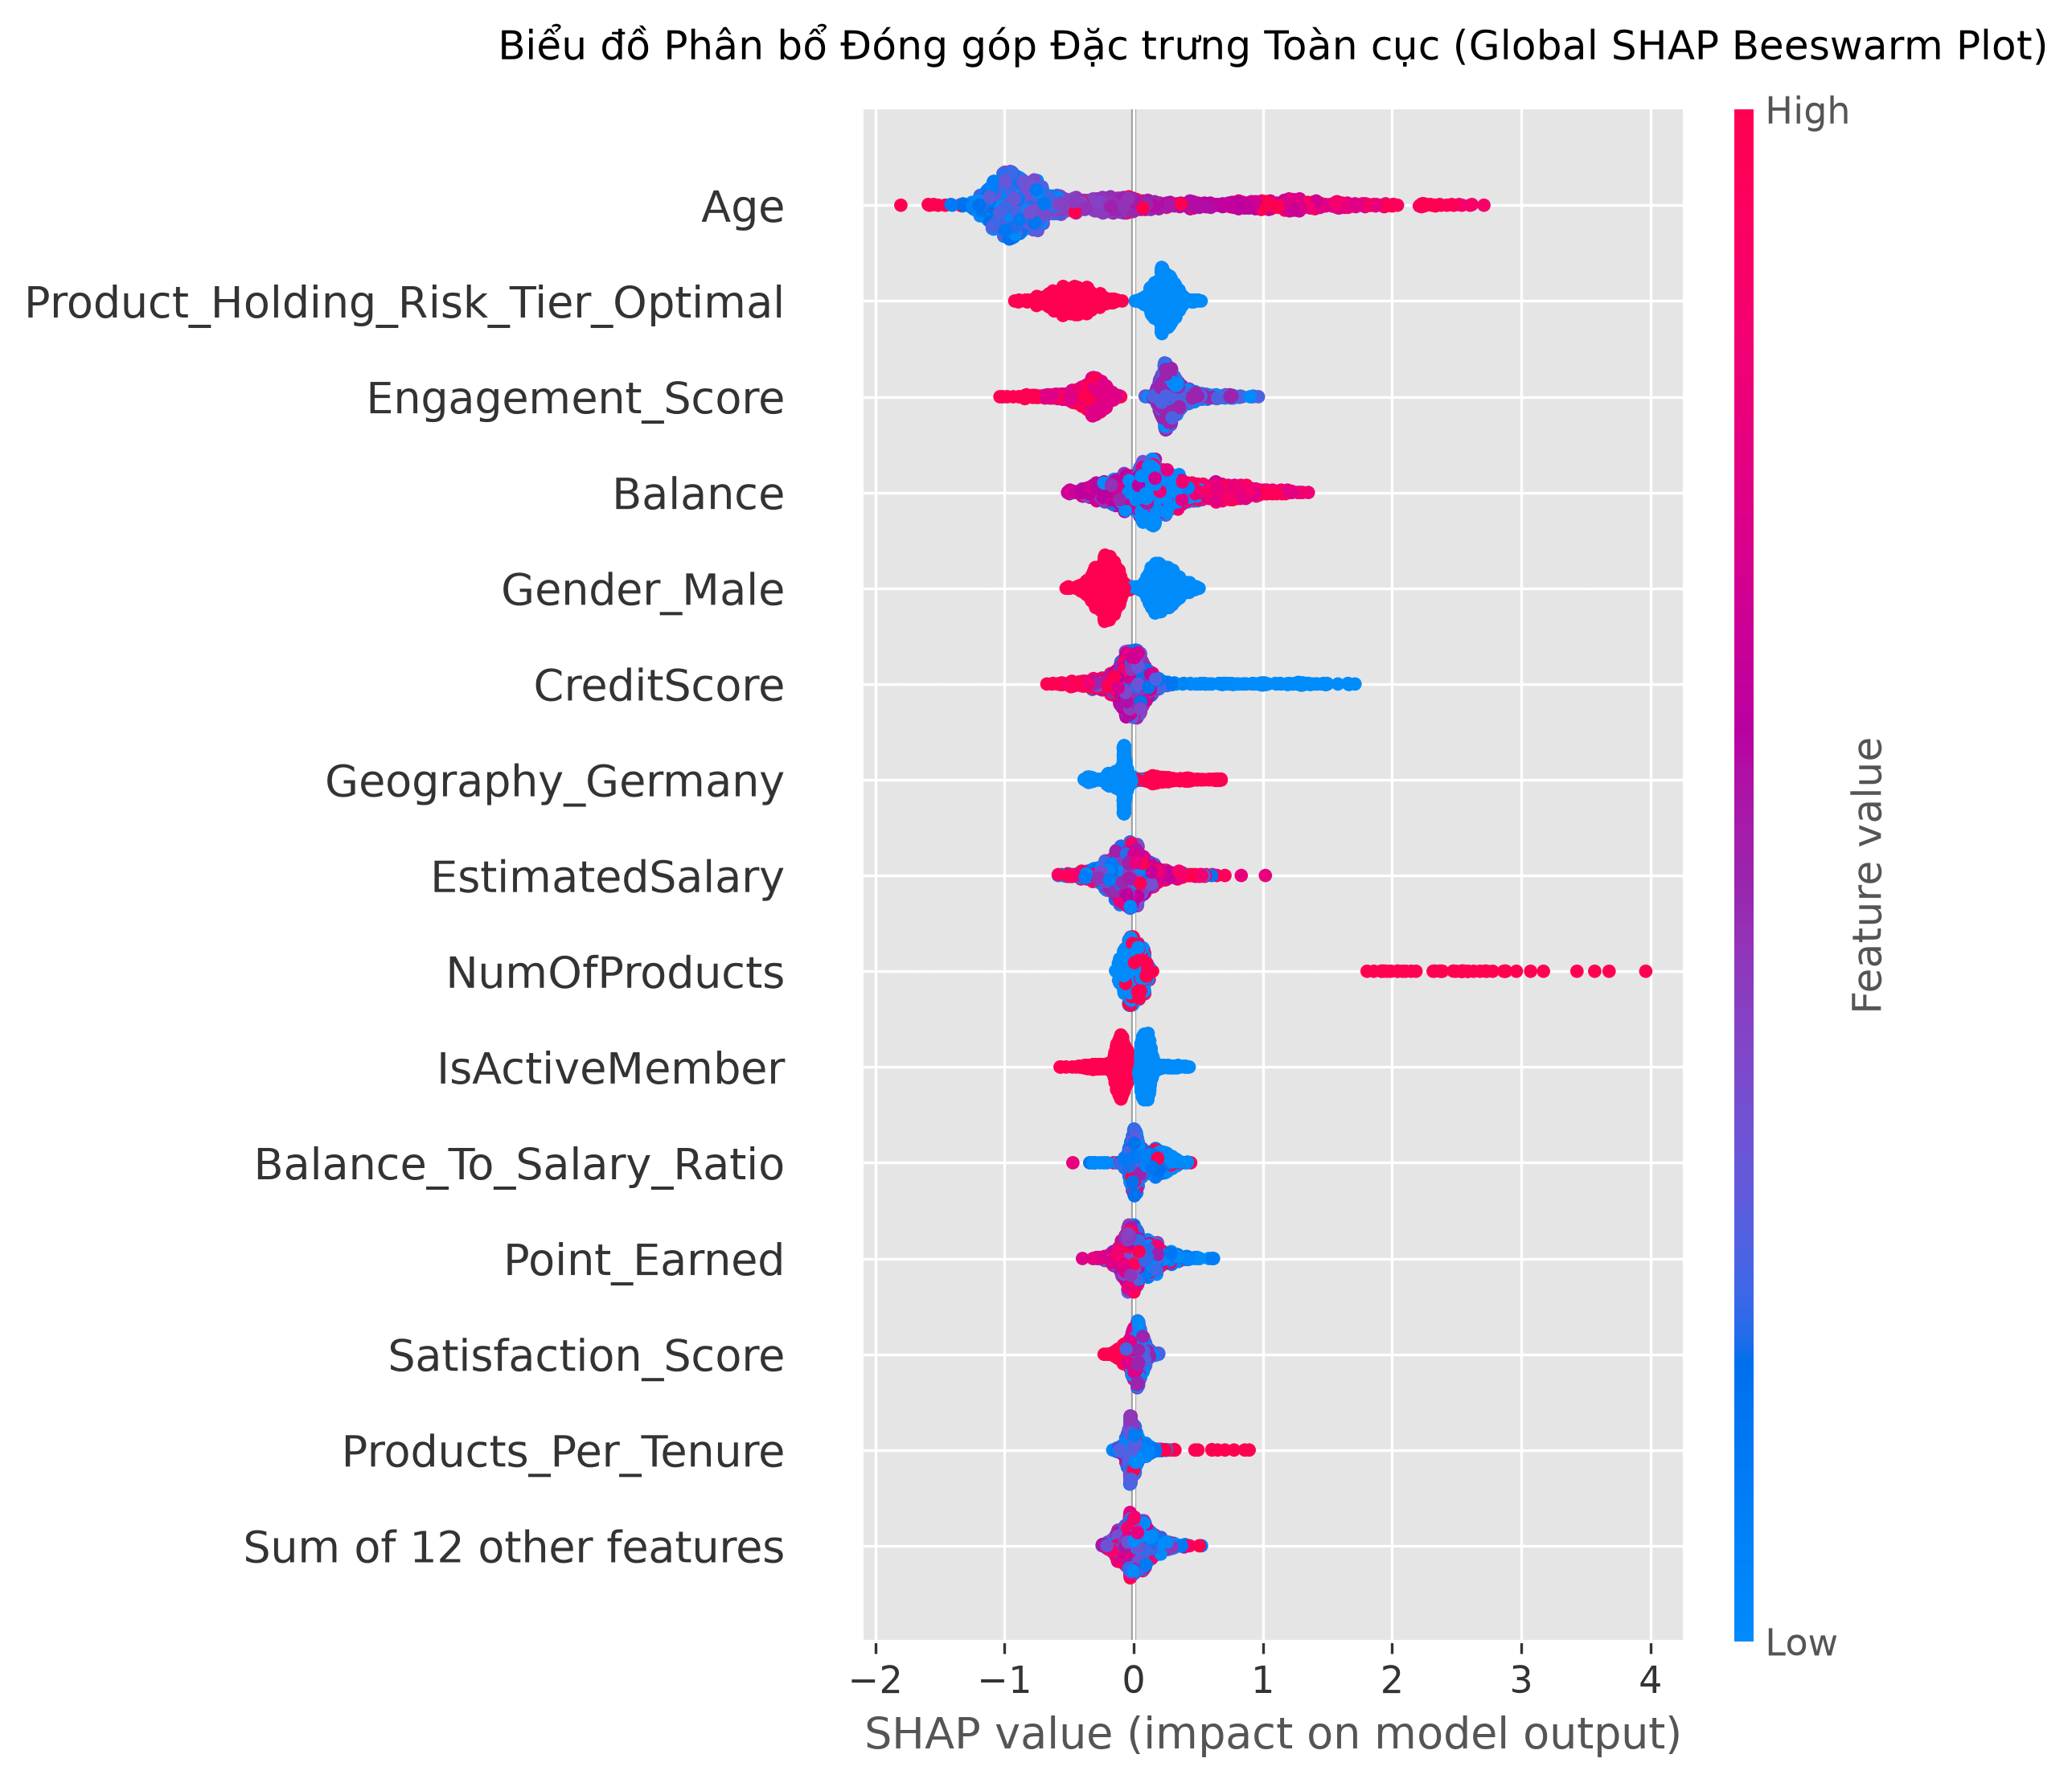 Biểu đồ Phân bổ Đóng góp Đặc trưng Toàn cục (Global SHAP Beeswarm Plot)
High
Age
Product_Holding_Risk_Tier_Optimal
Engagement_Score
Balance
Gender_Male
CreditScore
Geography_Germany
EstimatedSalary
NumOfProducts
IsActiveMember
Balance_To_Salary_Ratio
Point_Earned
Satisfaction_Score
Products_Per_Tenure
Sum of 12 other features
Feature value
Low
−2 −1 0 1 2 3 4
SHAP value (impact on model output)